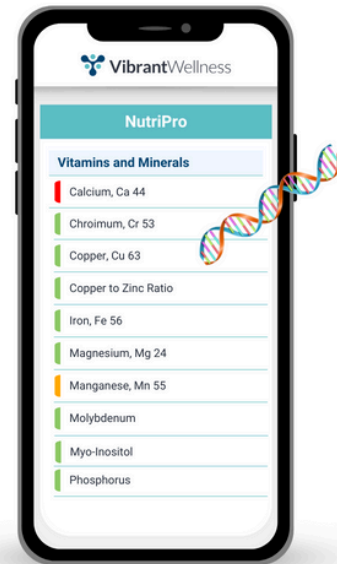 VibrantWellness
NutriPro
Vitamins and Minerals
Calcium, Ca 44
Chroimum, Cr 53
Copper, Cu 63
Copper to Zinc Ratio
Iron, Fe 56
Magnesium, Mg 24
Manganese, Mn 55
Molybdenum
Myo-Inositol
Phosphorus